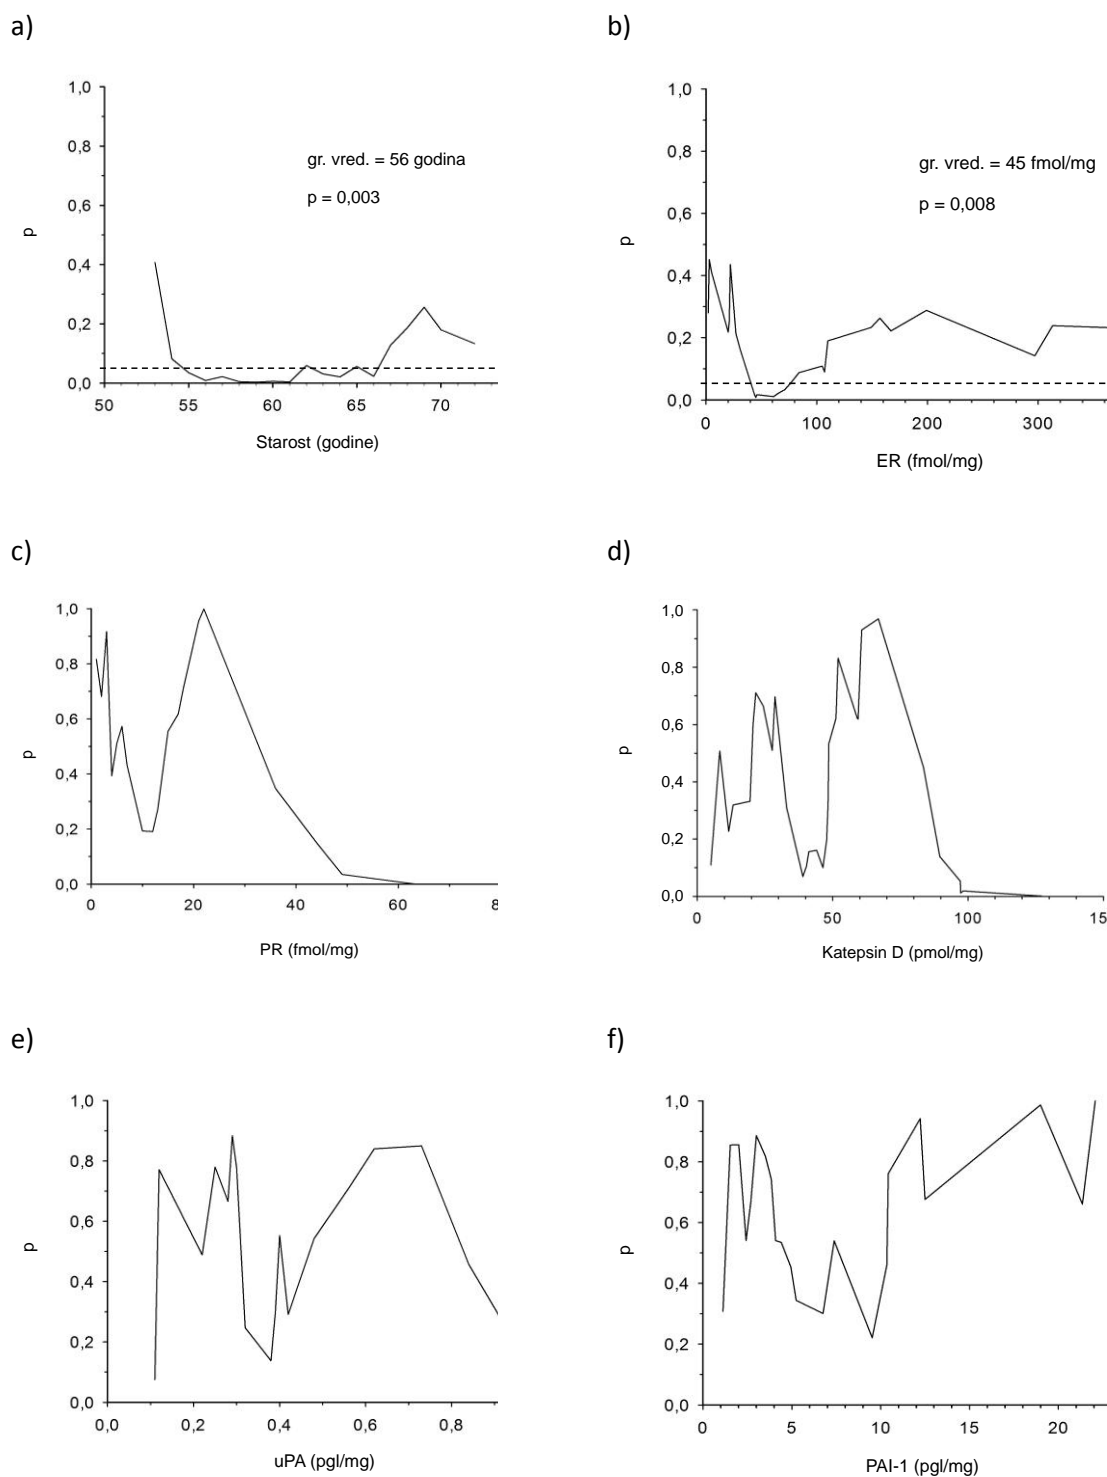 a)
1,0
0,8
0,6
0,4
0,2
0,0
p
gr. vred. = 56 godina
p = 0,003
50 55 60 65 70
Starost (godine)
b)
1,0
0,8
0,6
0,4
0,2
0,0
p
gr. vred. = 45 fmol/mg
p = 0,008
0 100 200 300
ER (fmol/mg)
c)
1,0
0,8
0,6
0,4
0,2
0,0
p
0 20 40 60 8
PR (fmol/mg)
d)
1,0
0,8
0,6
0,4
0,2
0,0
p
0 50 100 15
Katepsin D (pmol/mg)
e)
1,0
0,8
0,6
0,4
0,2
0,0
p
0,0 0,2 0,4 0,6 0,8
uPA (pgl/mg)
f)
1,0
0,8
0,6
0,4
0,2
0,0
p
0 5 10 15 20
PAI-1 (pgl/mg)